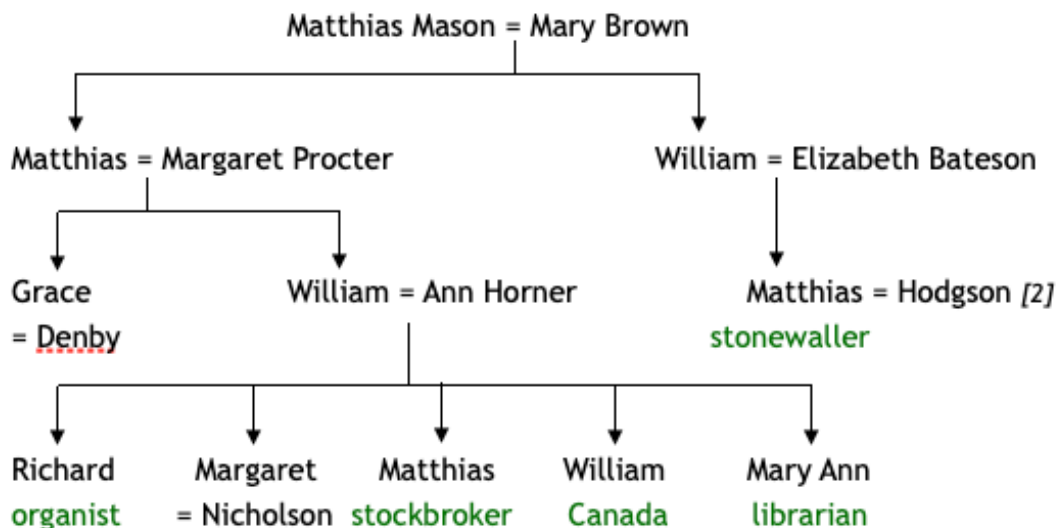 Matthias Mason = Mary Brown
Matthias = Margaret Procter William = Elizabeth Bateson
Grace William = Ann Horner Matthias = Hodgson [2]
= Denby stonewaller
Richard Margaret Matthias William Mary Ann
organist = Nicholson stockbroker Canada librarian